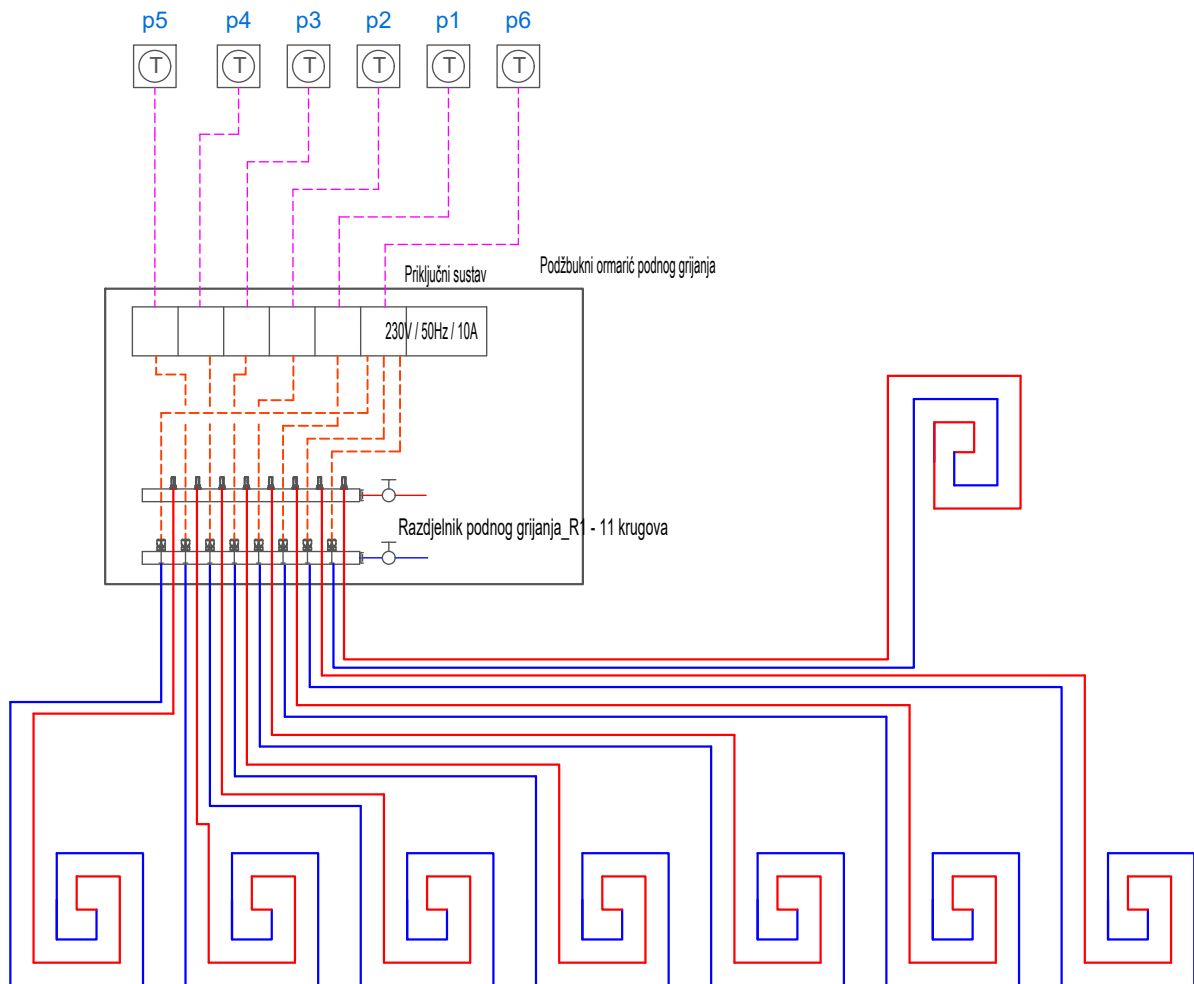 p5 p4 p3 p2 p1 p6
T T T T T T
Podžbukni ormarić podnog grijanja
Priključni sustav
230V / 50Hz / 10A
Razdjelnik podnog grijanja_R1 - 11 krugova